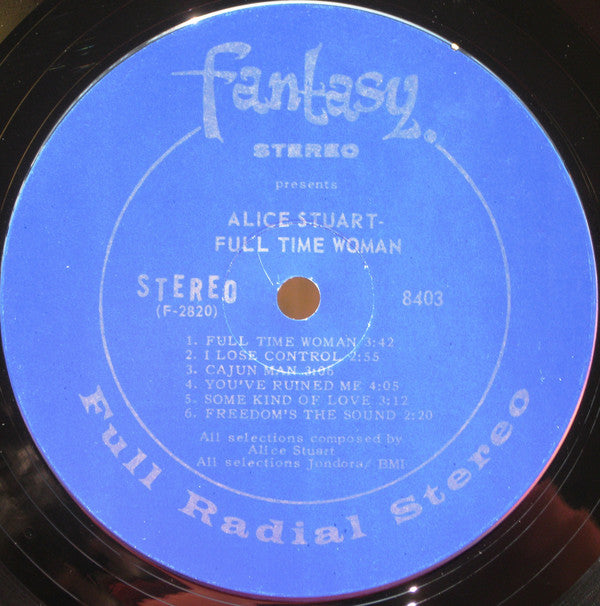 fantasy
STEREO
presents
ALICE STUART-
FULL TIME WOMAN
STEREO
(F-2820)
8403
1. FULL TIME WOMAN 3:42
2. I LOSE CONTROL 2:55
3. CAJUN MAN 3:05
4. YOU'VE RUINED ME 4:05
5. SOME KIND OF LOVE 3:12
6. FREEDOM'S THE SOUND 2:20
All selections composed by
Alice Stuart
All selections Jondora/ BMI
Full Radial Stereo